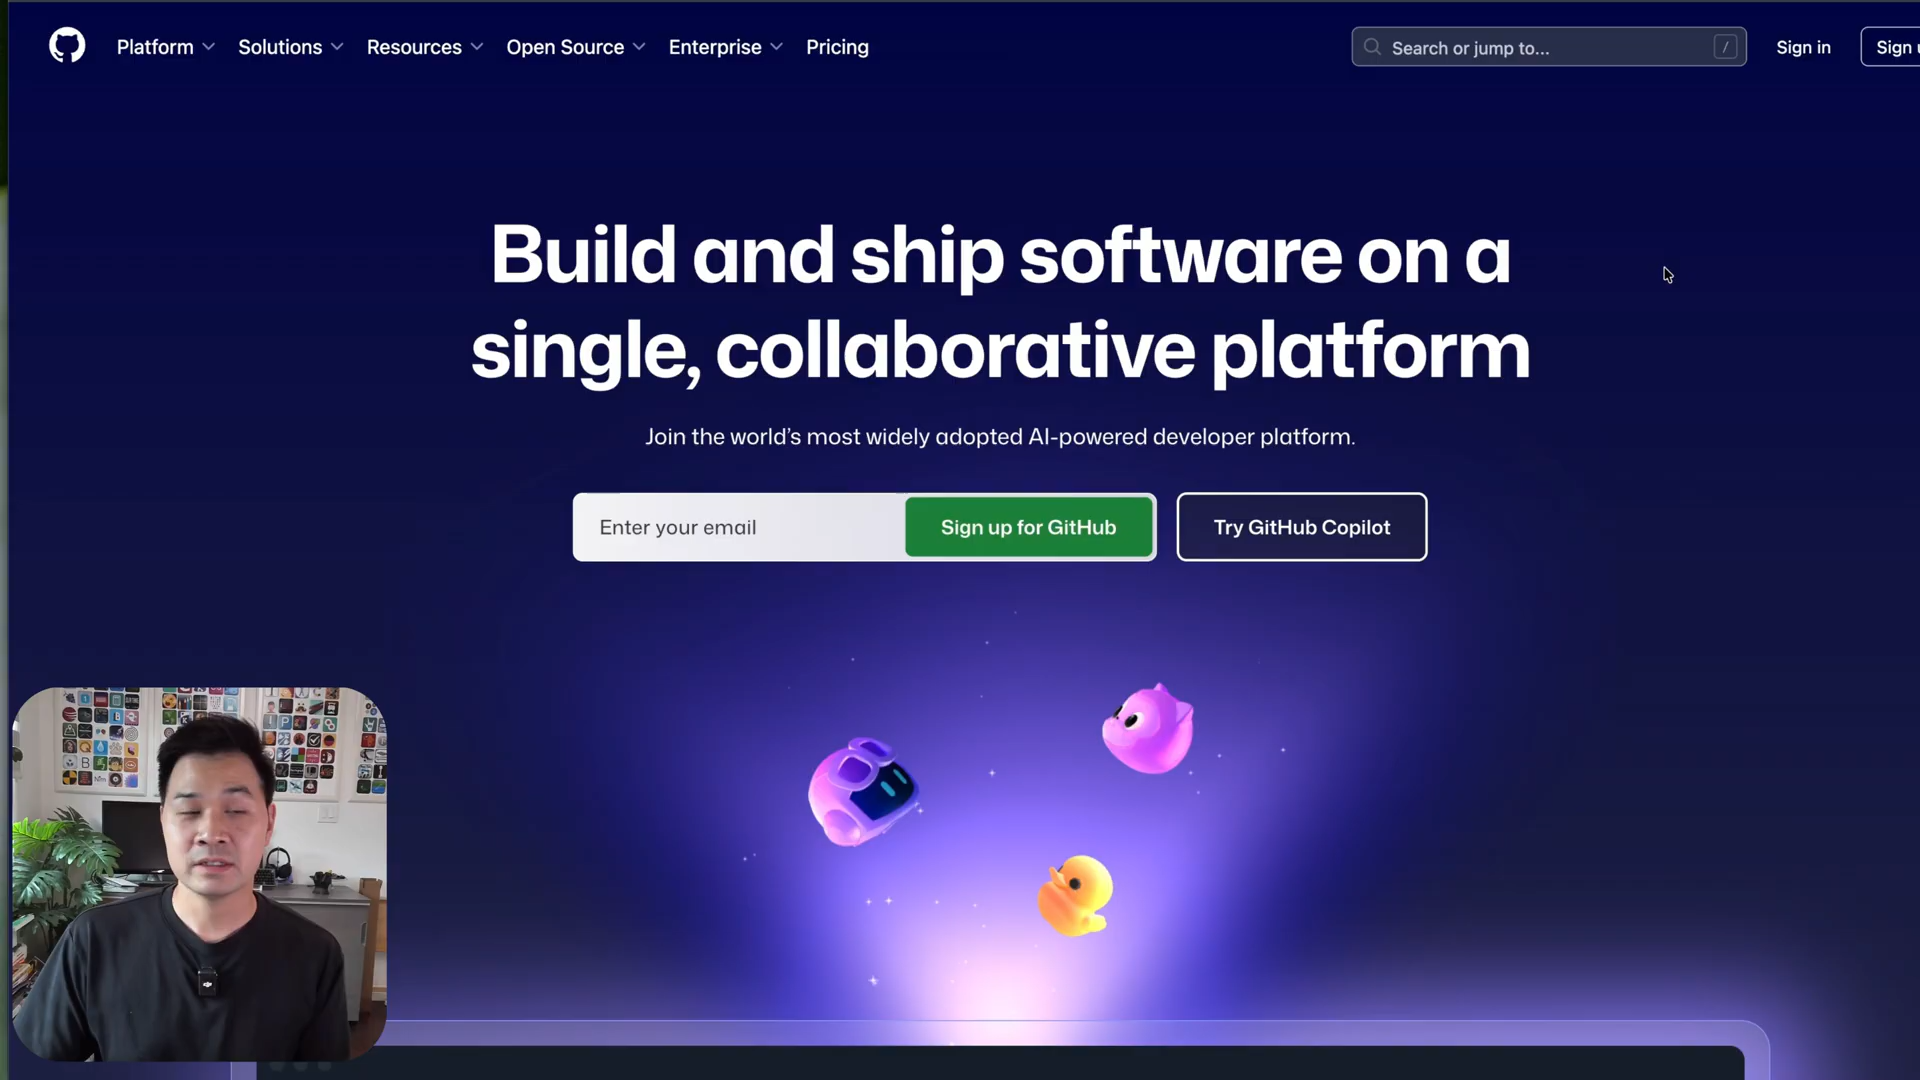 Platform
Solutions
Resources
Open Source
Enterprise
Pricing
Search or jump to...
/
Sign in
Sign
Build and ship software on a
single, collaborative platform
Join the world's most widely adopted AI-powered developer platform.
Enter your email
Sign up for GitHub
Try GitHub Copilot